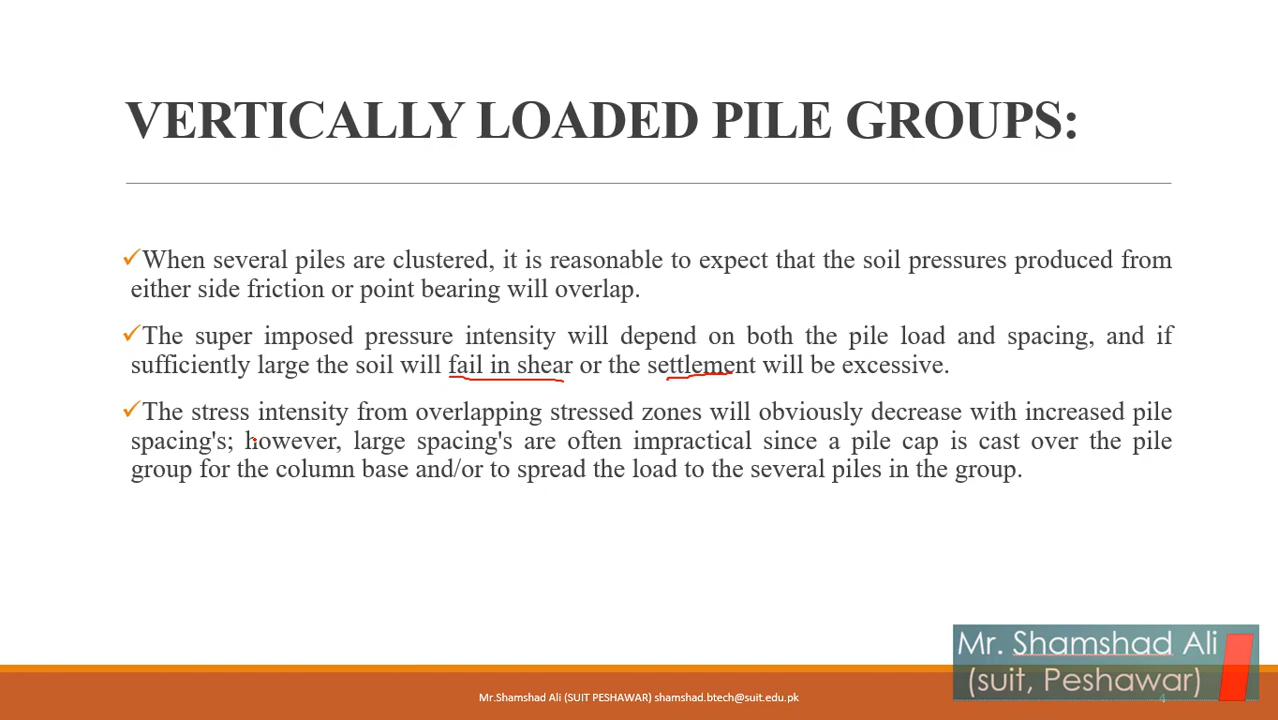 VERTICALLY LOADED PILE GROUPS:
When several piles are clustered, it is reasonable to expect that the soil pressures produced from
either side friction or point bearing will overlap.
The super imposed pressure intensity will depend on both the pile load and spacing, and if
sufficiently large the soil will fail in shear or the settlement will be excessive.
The stress intensity from overlapping stressed zones will obviously decrease with increased pile
spacing's; however, large spacing's are often impractical since a pile cap is cast over the pile
group for the column base and/or to spread the load to the several piles in the group.
Mr. Shamshad Ali
(suit, Peshawar)
Mr.Shamshad Ali (SUIT PESHAWAR) shamshad.btech@suit.edu.pk
4